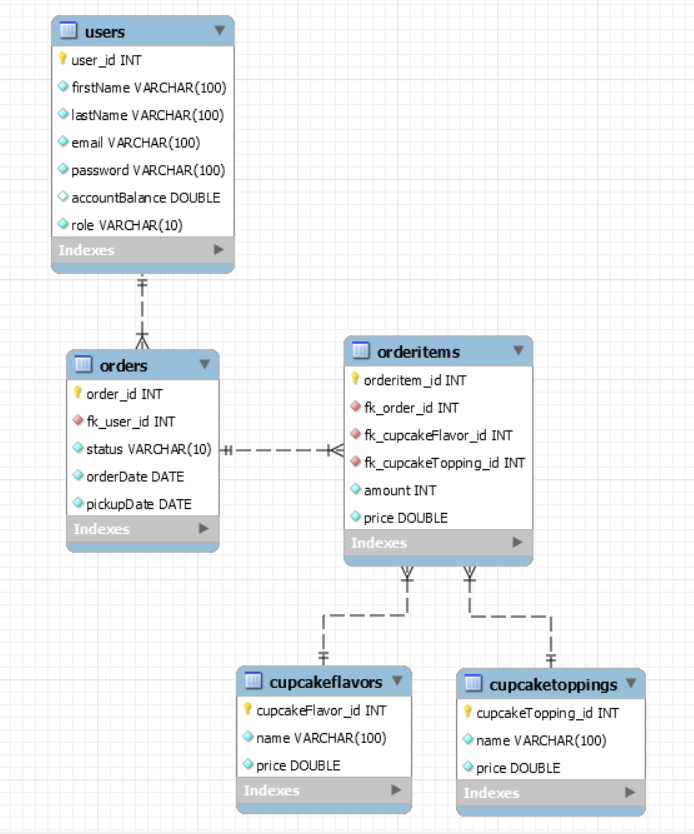 users
user_id INT
firstName VARCHAR(100)
lastName VARCHAR(100)
email VARCHAR(100)
password VARCHAR(100)
accountBalance DOUBLE
role VARCHAR(10)
Indexes
orders
order_id INT
fk_user_id INT
status VARCHAR(10)
orderDate DATE
pickupDate DATE
Indexes
orderitems
orderitem_id INT
fk_order_id INT
fk_cupcakeFlavor_id INT
fk_cupcakeTopping_id INT
amount INT
price DOUBLE
Indexes
cupcakeflavors
cupcakeFlavor_id INT
name VARCHAR(100)
price DOUBLE
Indexes
cupcaketoppings
cupcakeTopping_id INT
name VARCHAR(100)
price DOUBLE
Indexes